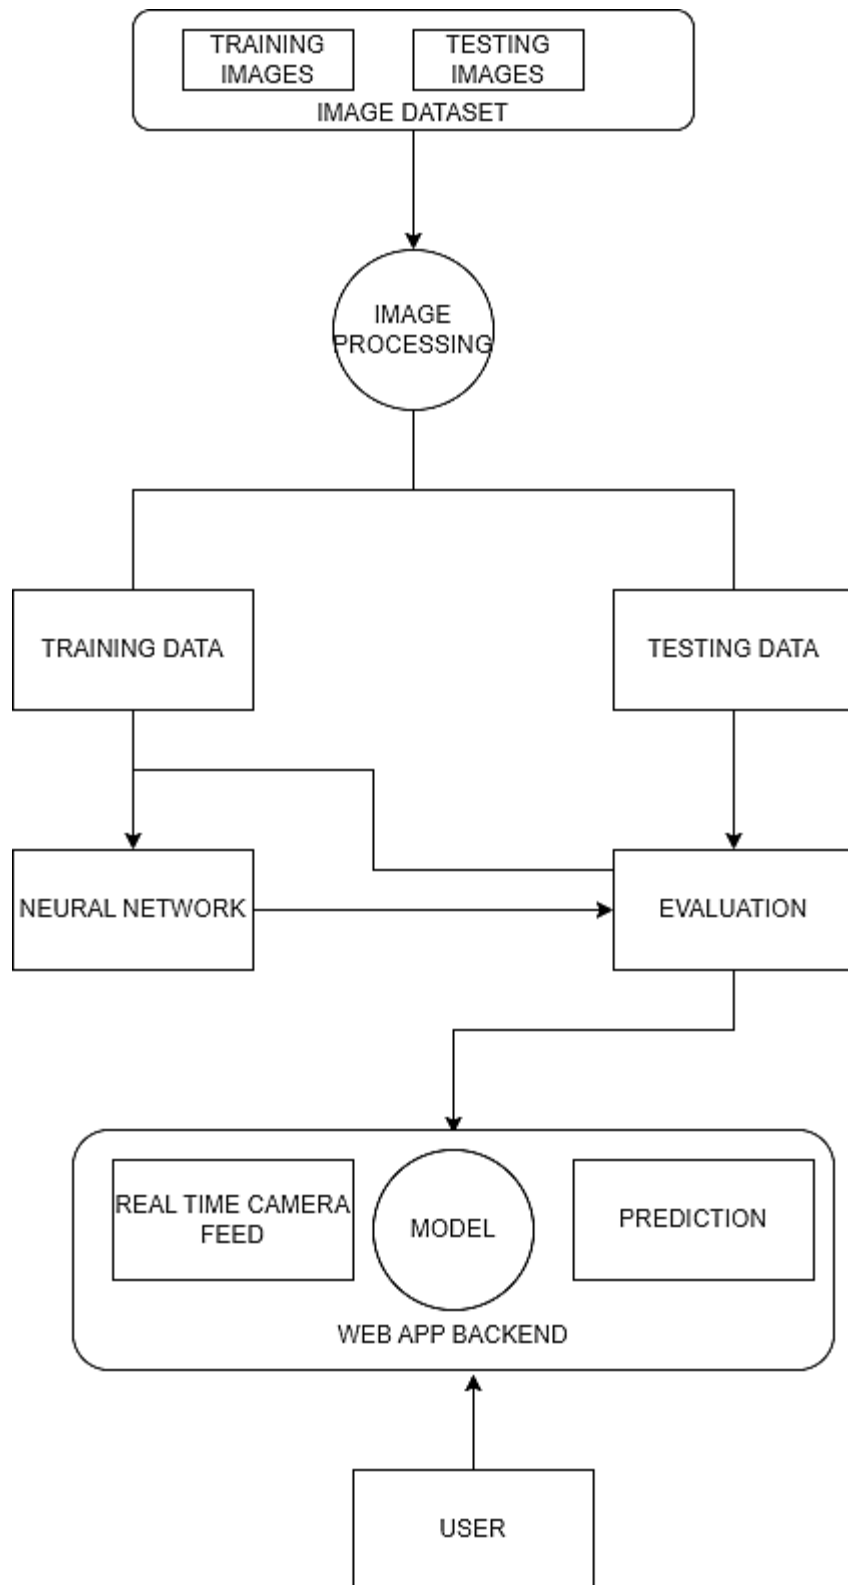 TRAINING
IMAGES
TESTING
IMAGES
IMAGE DATASET
IMAGE
PROCESSING
TRAINING DATA
TESTING DATA
NEURAL NETWORK
EVALUATION
REAL TIME CAMERA
FEED
MODEL
PREDICTION
WEB APP BACKEND
USER